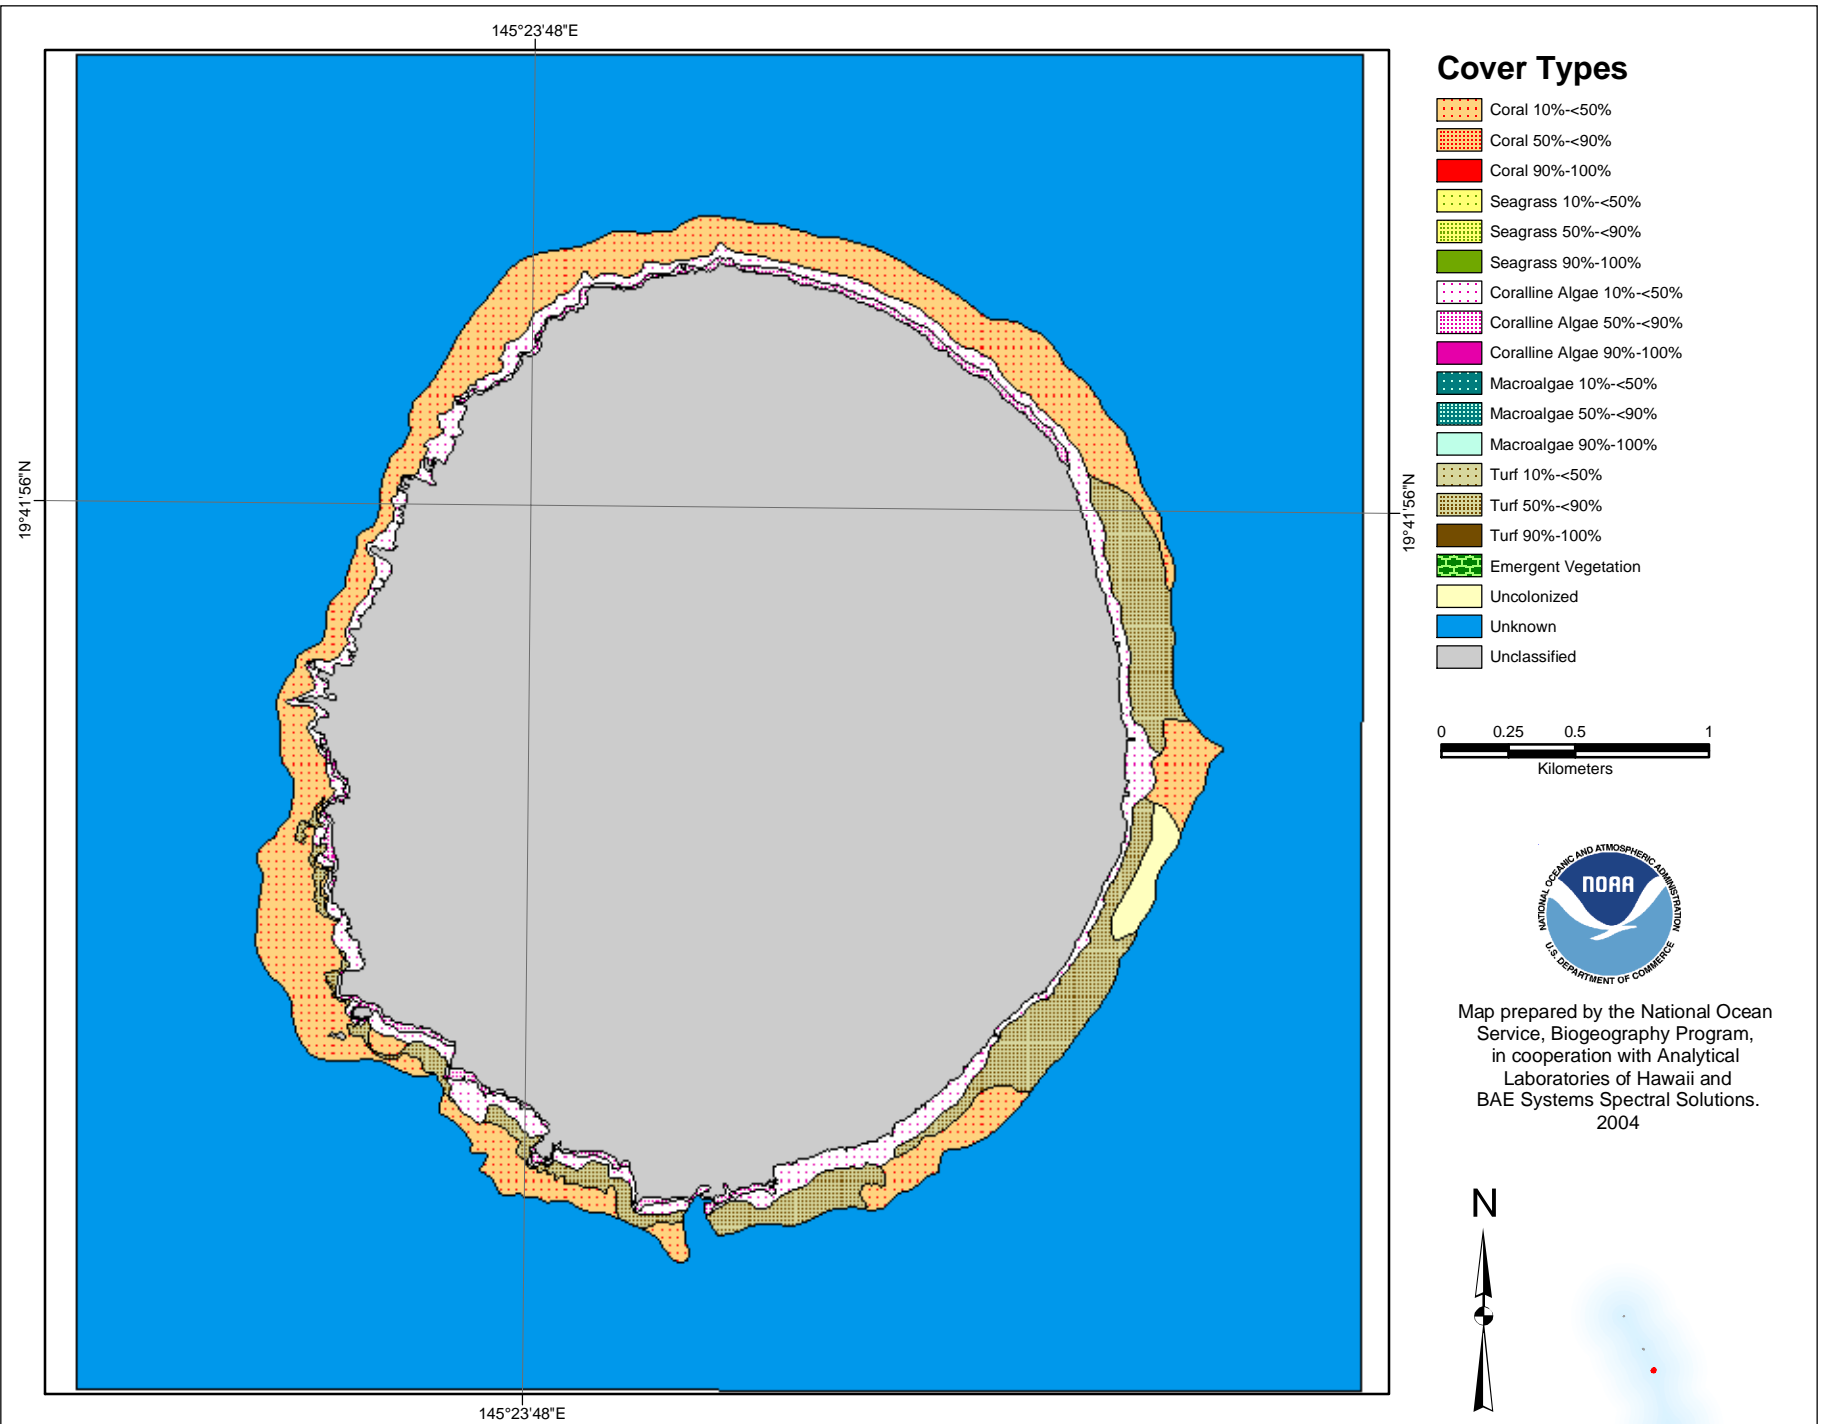 145°23'48"E
19°41'56"N
19°41'56"N
145°23'48"E
Cover Types
Coral 10%-<50%
Coral 50%-<90%
Coral 90%-100%
Seagrass 10%-<50%
Seagrass 50%-<90%
Seagrass 90%-100%
Coralline Algae 10%-<50%
Coralline Algae 50%-<90%
Coralline Algae 90%-100%
Macroalgae 10%-<50%
Macroalgae 50%-<90%
Macroalgae 90%-100%
Turf 10%-<50%
Turf 50%-<90%
Turf 90%-100%
Emergent Vegetation
Uncolonized
Unknown
Unclassified
0 0.25 0.5 1
Kilometers
NATIONAL OCEANIC AND ATMOSPHERIC ADMINISTRATION
NOAA
U.S. DEPARTMENT OF COMMERCE
Map prepared by the National Ocean
Service, Biogeography Program,
in cooperation with Analytical
Laboratories of Hawaii and
BAE Systems Spectral Solutions.
2004
N